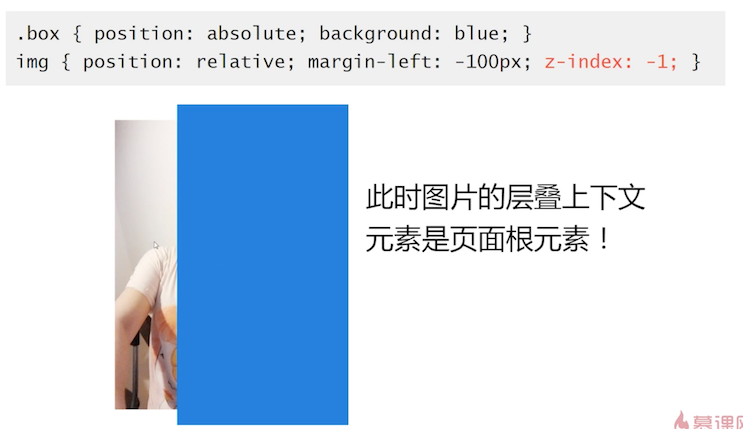 .box { position: absolute; background: blue; }
img { position: relative; margin-left: -100px; z-index: -1; }
此时图片的层叠上下文
元素是页面根元素！
慕课网